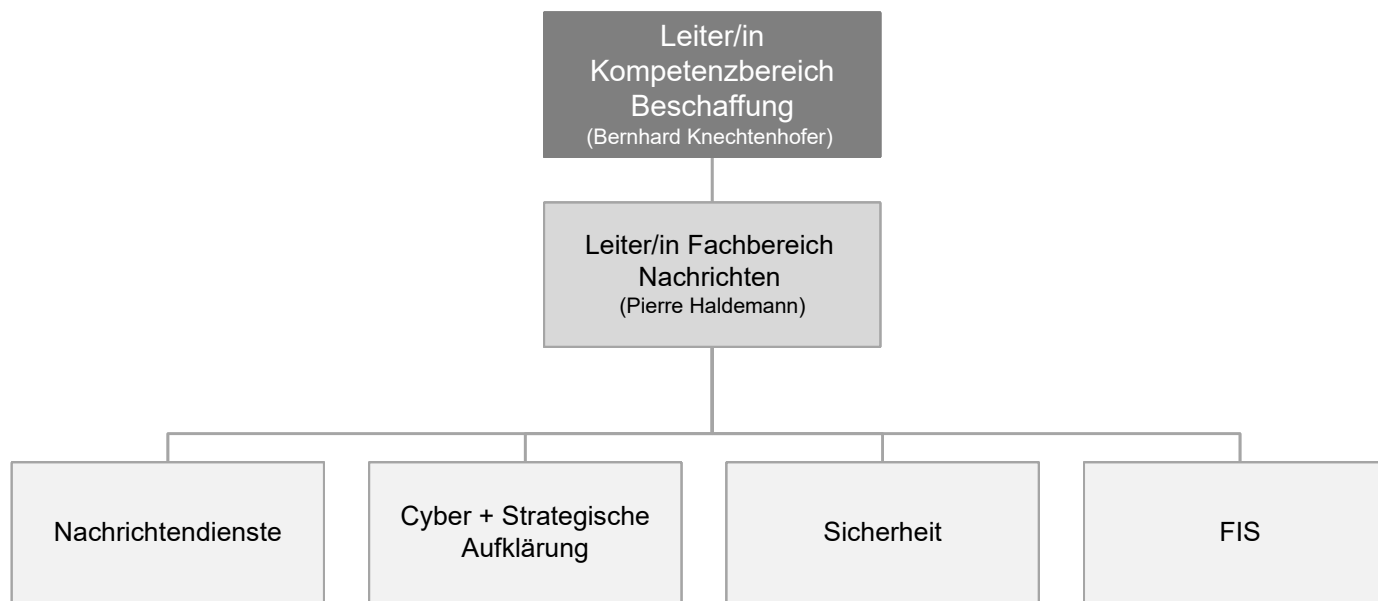 Leiter/in
Kompetenzbereich
Beschaffung
(Bernhard Knechtenhofer)
Leiter/in Fachbereich
Nachrichten
(Pierre Haldemann)
Nachrichtendienste
Cyber + Strategische
Aufklärung
Sicherheit
FIS